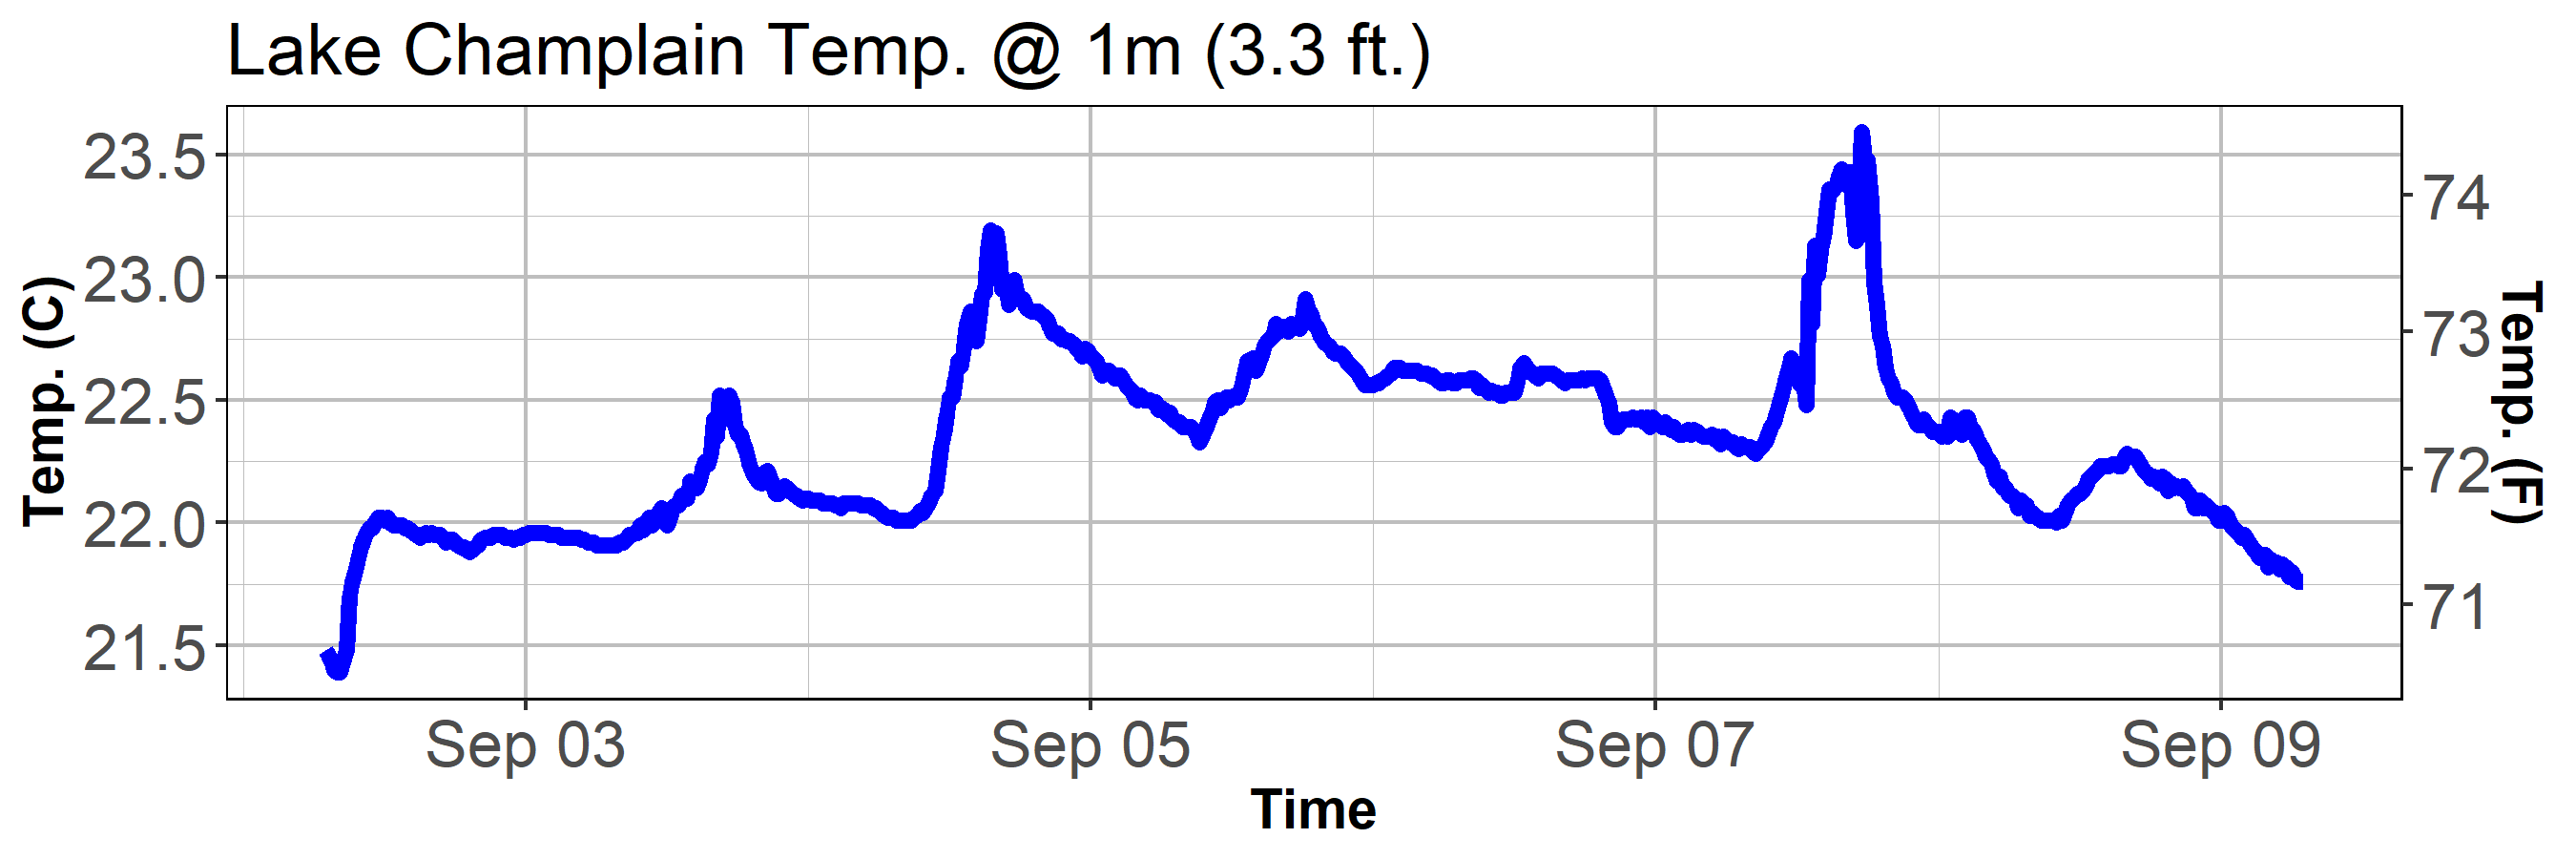 Lake Champlain Temp. @ 1m (3.3 ft.)
23.5
23.0
22.5
22.0
21.5
Temp. (C)
74
73
72
71
Temp. (F)
Sep 03 Sep 05 Sep 07 Sep 09
Time